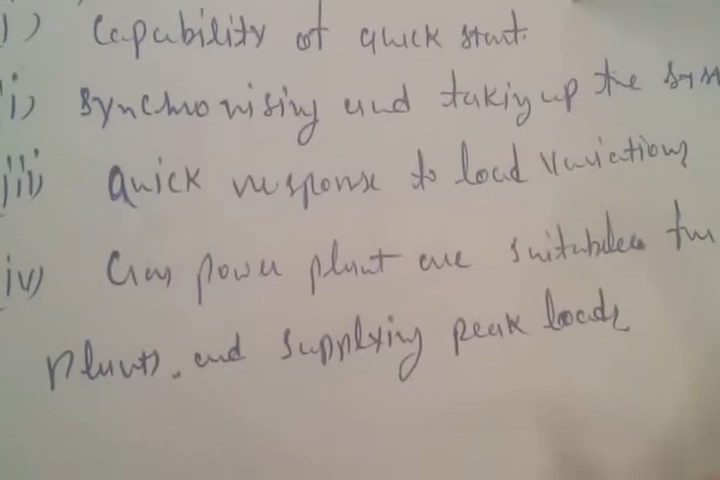 i) Capability of quick start.
ii) synchronising and taking up the
iii) Quick response to load variations
iv) Gas power plant are suitable for
plants. and supplying peak loads